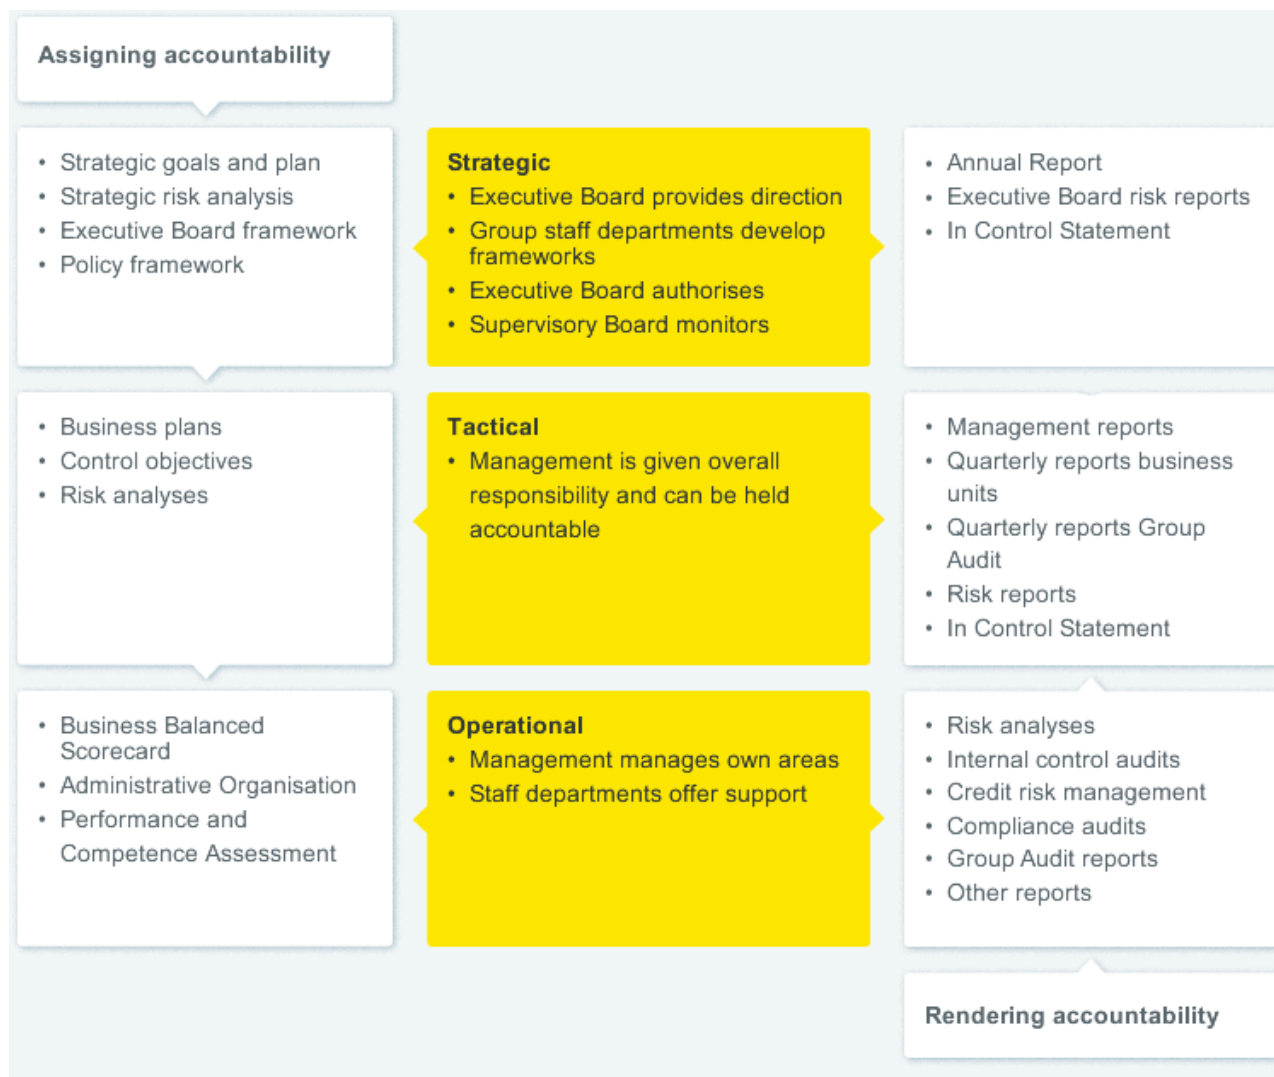 Assigning accountability
• Strategic goals and plan
• Strategic risk analysis
• Executive Board framework
• Policy framework
Strategic
• Executive Board provides direction
• Group staff departments develop
frameworks
• Executive Board authorises
• Supervisory Board monitors
• Annual Report
• Executive Board risk reports
• In Control Statement
• Business plans
• Control objectives
• Risk analyses
Tactical
• Management is given overall
responsibility and can be held
accountable
• Management reports
• Quarterly reports business
units
• Quarterly reports Group
Audit
• Risk reports
• In Control Statement
• Business Balanced
Scorecard
• Administrative Organisation
• Performance and
Competence Assessment
Operational
• Management manages own areas
• Staff departments offer support
• Risk analyses
• Internal control audits
• Credit risk management
• Compliance audits
• Group Audit reports
• Other reports
Rendering accountability